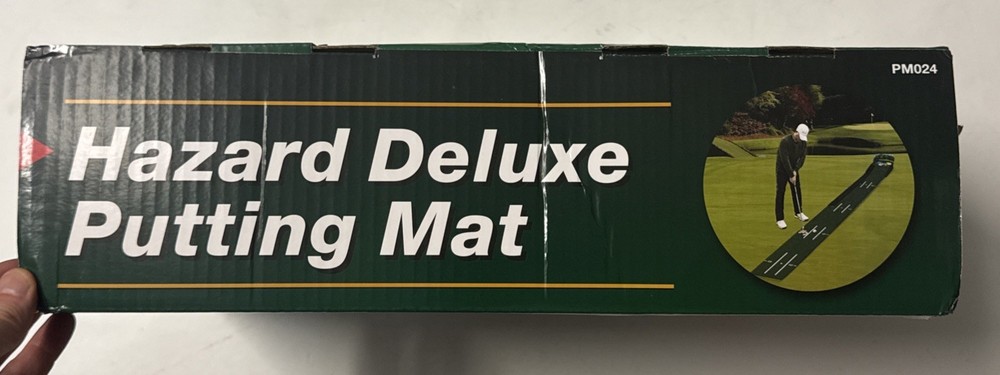 PM024
Hazard Deluxe
Putting Mat